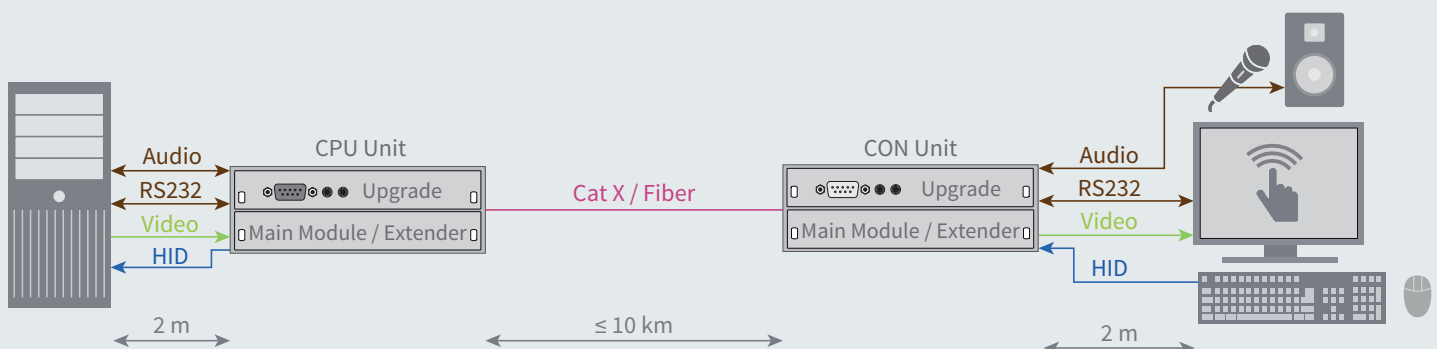 Audio
RS232
Video
HID
2 m
CPU Unit
Upgrade
Main Module / Extender
Cat X / Fiber
≤ 10 km
CON Unit
Upgrade
Main Module / Extender
Audio
RS232
Video
HID
2 m